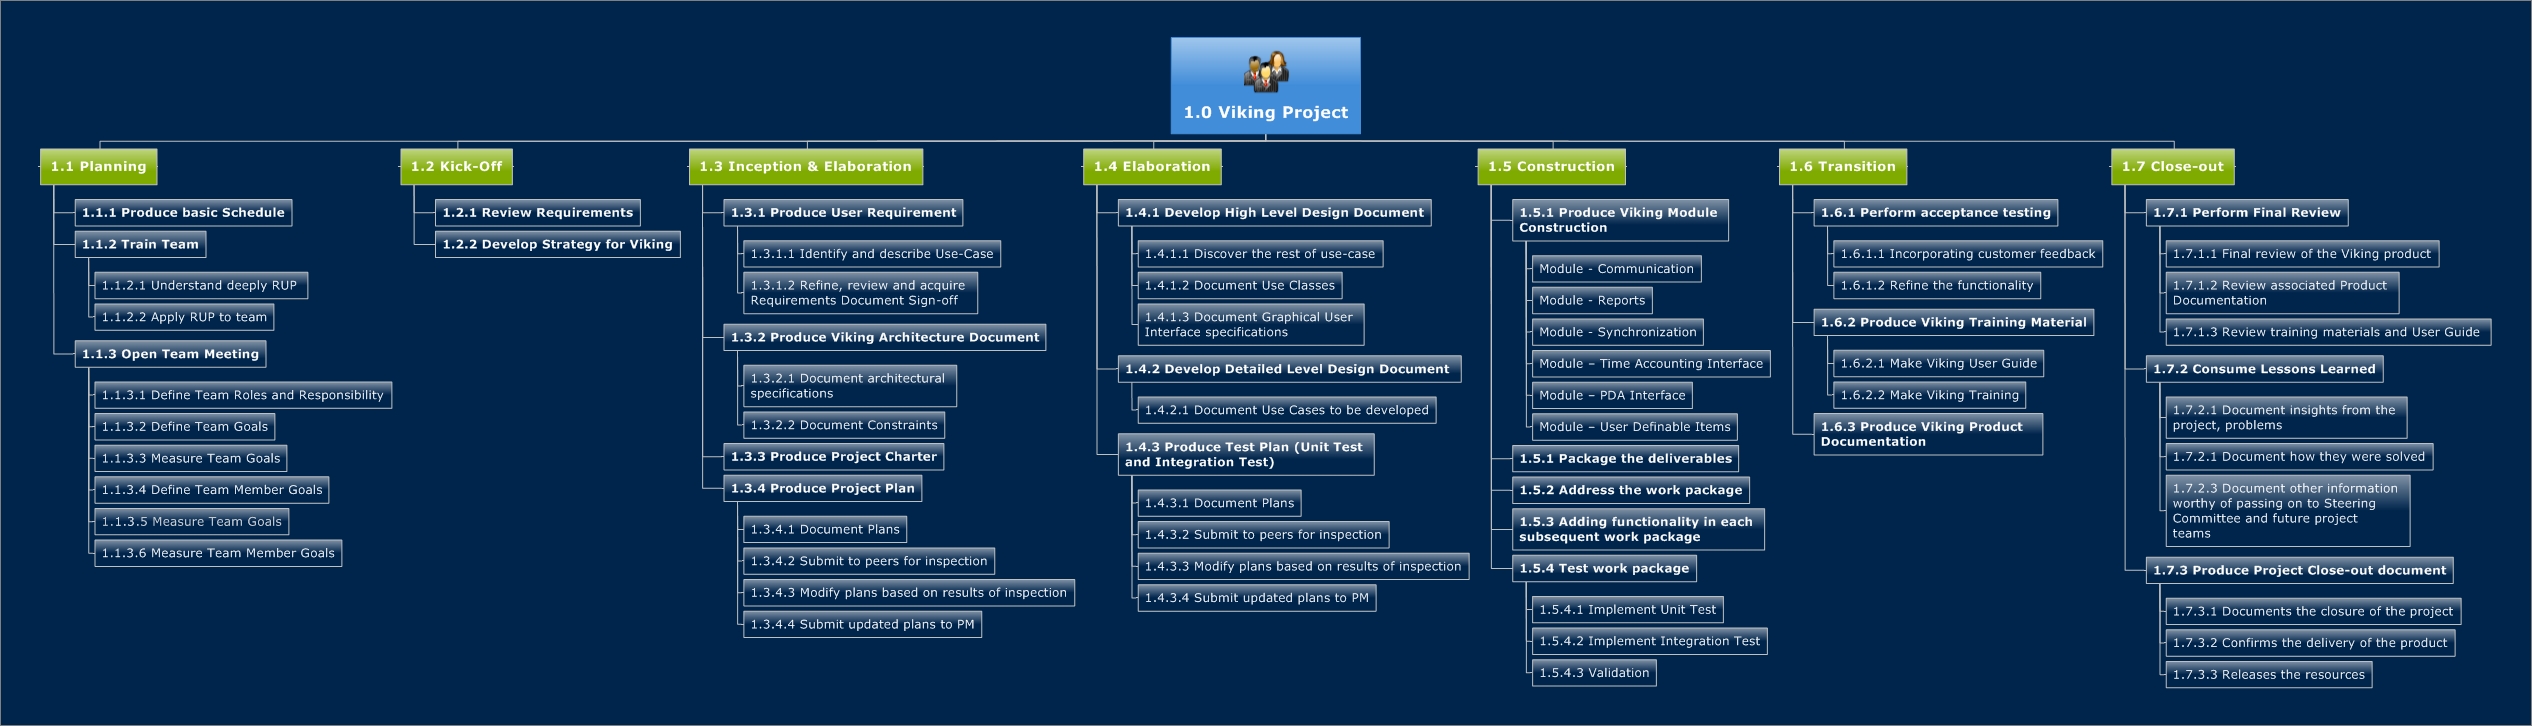 1.0 Viking Project
1.1 Planning
1.1.1 Produce basic Schedule
1.1.2 Train Team
1.1.2.1 Understand deeply RUP
1.1.2.2 Apply RUP to team
1.1.3 Open Team Meeting
1.1.3.1 Define Team Roles and Responsibility
1.1.3.2 Define Team Goals
1.1.3.3 Measure Team Goals
1.1.3.4 Define Team Member Goals
1.1.3.5 Measure Team Goals
1.1.3.6 Measure Team Member Goals
1.2 Kick-Off
1.2.1 Review Requirements
1.2.2 Develop Strategy for Viking
1.3 Inception & Elaboration
1.3.1 Produce User Requirement
1.3.1.1 Identify and describe Use-Case
1.3.1.2 Refine, review and acquire
Requirements Document Sign-off
1.3.2 Produce Viking Architecture Document
1.3.2.1 Document architectural
specifications
1.3.2.2 Document Constraints
1.3.3 Produce Project Charter
1.3.4 Produce Project Plan
1.3.4.1 Document Plans
1.3.4.2 Submit to peers for inspection
1.3.4.3 Modify plans based on results of inspection
1.3.4.4 Submit updated plans to PM
1.4 Elaboration
1.4.1 Develop High Level Design Document
1.4.1.1 Discover the rest of use-case
1.4.1.2 Document Use Classes
1.4.1.3 Document Graphical User
Interface specifications
1.4.2 Develop Detailed Level Design Document
1.4.2.1 Document Use Cases to be developed
1.4.3 Produce Test Plan (Unit Test
and Integration Test)
1.4.3.1 Document Plans
1.4.3.2 Submit to peers for inspection
1.4.3.3 Modify plans based on results of inspection
1.4.3.4 Submit updated plans to PM
1.5 Construction
1.5.1 Produce Viking Module
Construction
Module - Communication
Module - Reports
Module - Synchronization
Module – Time Accounting Interface
Module – PDA Interface
Module – User Definable Items
1.5.1 Package the deliverables
1.5.2 Address the work package
1.5.3 Adding functionality in each
subsequent work package
1.5.4 Test work package
1.5.4.1 Implement Unit Test
1.5.4.2 Implement Integration Test
1.5.4.3 Validation
1.6 Transition
1.6.1 Perform acceptance testing
1.6.1.1 Incorporating customer feedback
1.6.1.2 Refine the functionality
1.6.2 Produce Viking Training Material
1.6.2.1 Make Viking User Guide
1.6.2.2 Make Viking Training
1.6.3 Produce Viking Product
Documentation
1.7 Close-out
1.7.1 Perform Final Review
1.7.1.1 Final review of the Viking product
1.7.1.2 Review associated Product
Documentation
1.7.1.3 Review training materials and User Guide
1.7.2 Consume Lessons Learned
1.7.2.1 Document insights from the
project, problems
1.7.2.1 Document how they were solved
1.7.2.3 Document other information
worthy of passing on to Steering
Committee and future project
teams
1.7.3 Produce Project Close-out document
1.7.3.1 Documents the closure of the project
1.7.3.2 Confirms the delivery of the product
1.7.3.3 Releases the resources